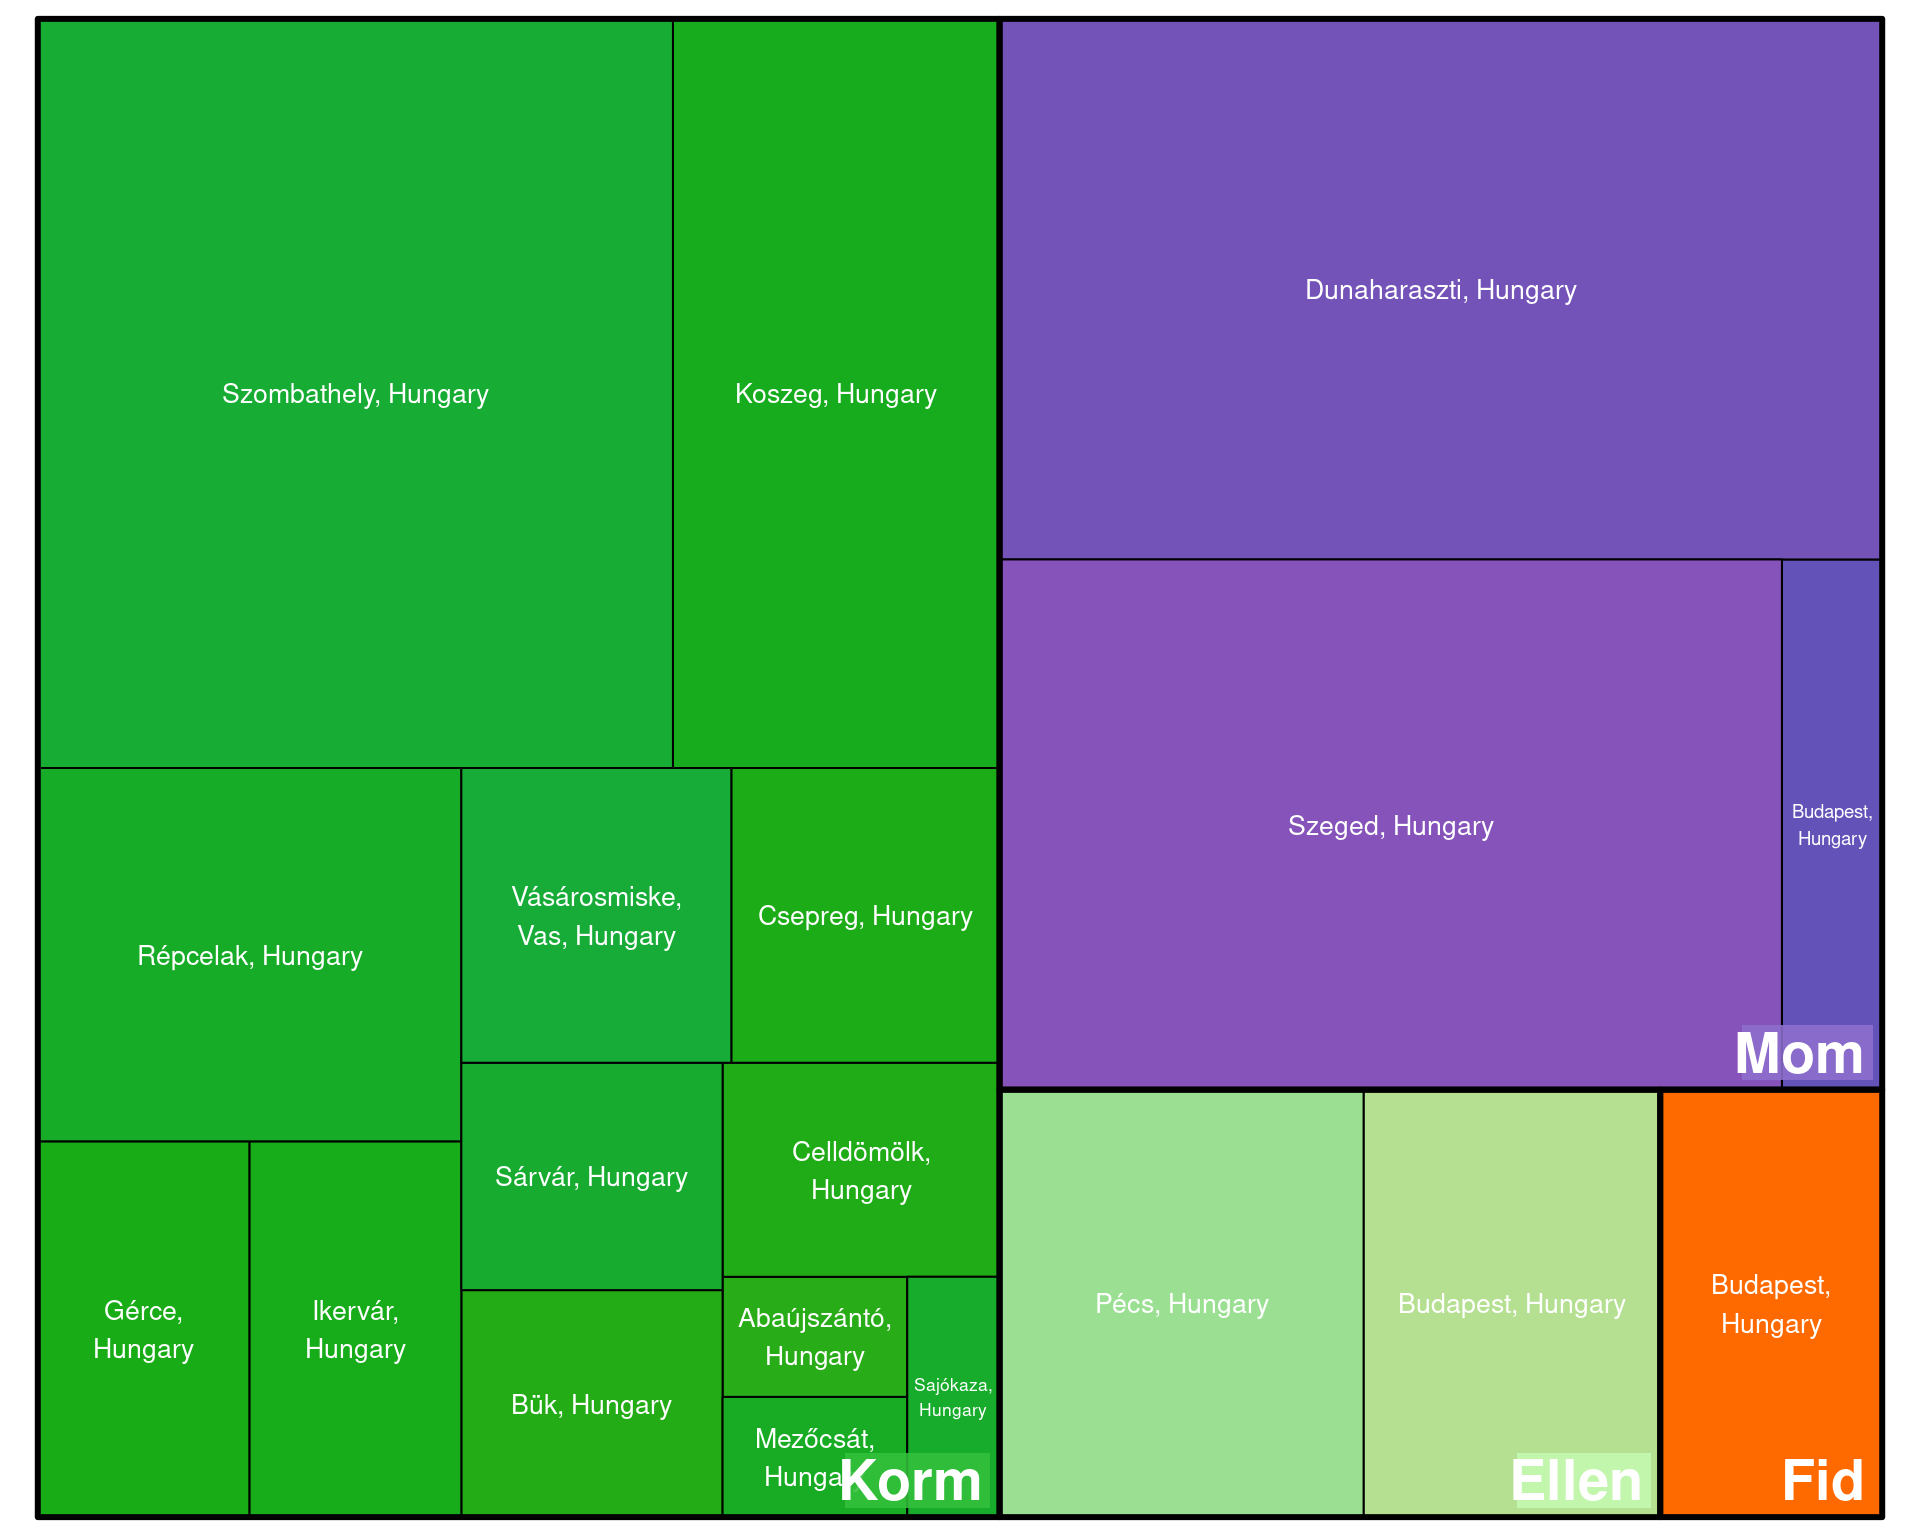 Szombathely, Hungary
Koszeg, Hungary
Répcelak, Hungary
Vásárosmiske,
Vas, Hungary
Csepreg, Hungary
Gérce,
Hungary
Ikervár,
Hungary
Sárvár, Hungary
Celldömölk,
Hungary
Bük, Hungary
Abaújszántó,
Hungary
Mezőcsát,
Hunga
Sajókaza,
Hungary
Korm
Dunaharaszti, Hungary
Szeged, Hungary
Budapest,
Hungary
Mom
Pécs, Hungary
Budapest, Hungary
Ellen
Budapest,
Hungary
Fid